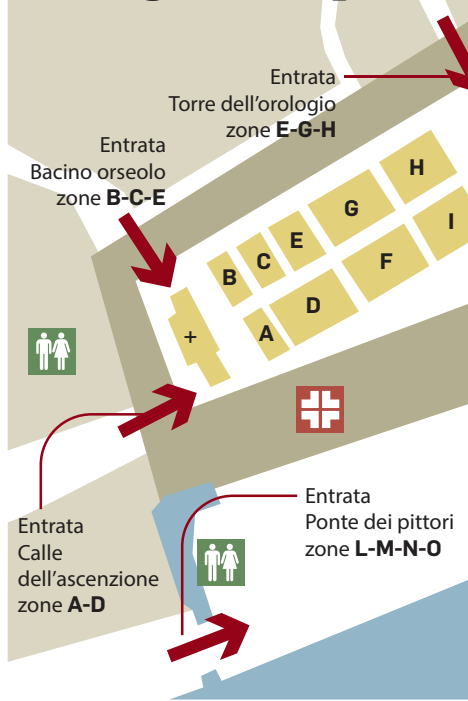 Entrata
Torre dell'orologio
zone E-G-H
Entrata
Bacino orseolo
zone B-C-E
H
G
I
E
F
C
B
D
A
+
Entrata
Calle
dell'ascenzione
zone A-D
Entrata
Ponte dei pittori
zone L-M-N-O